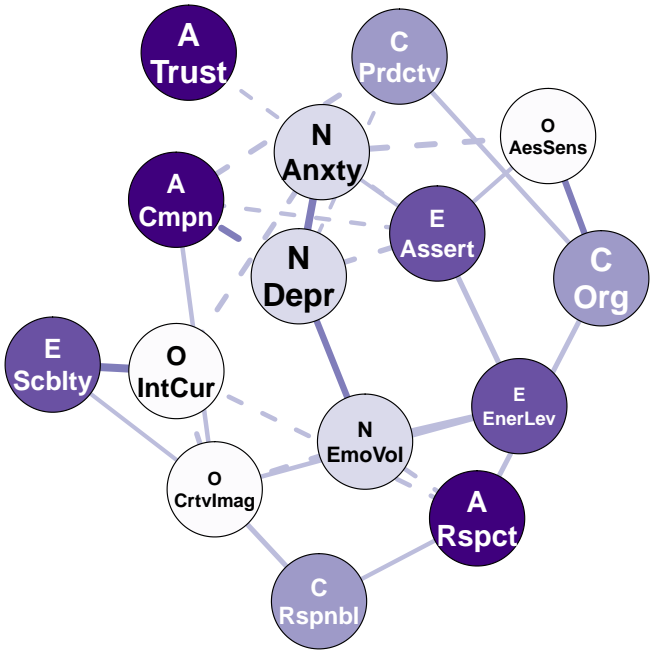 A
Trust
C
Prdctv
N
Anxty
O
AesSens
A
Cmpn
E
Assert
N
Depr
C
Org
E
Scblty
O
IntCur
E
EnerLev
N
EmoVol
O
CrtvImag
A
Rspct
C
Rspnbl